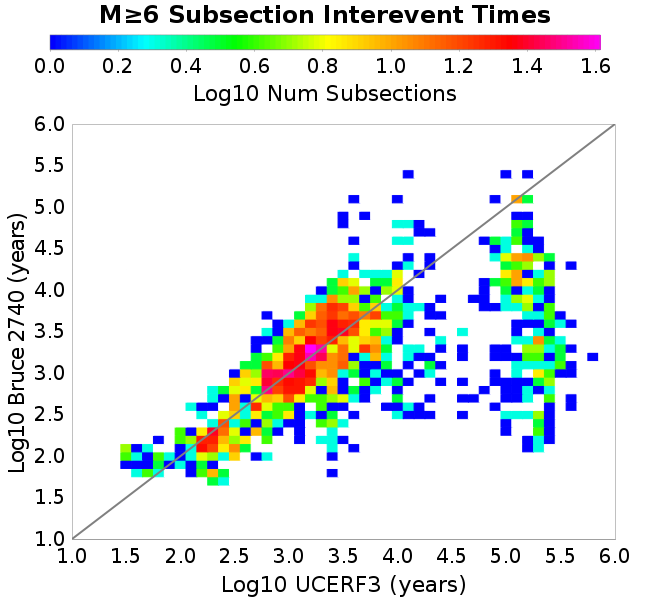 M≥6 Subsection Interevent Times
0.0 0.2 0.4 0.6 0.8 1.0 1.2 1.4 1.6
Log10 Num Subsections
6.0
5.5
5.0
4.5
4.0
3.5
3.0
2.5
2.0
1.5
1.0
Log10 Bruce 2740 (years)
1.0 1.5 2.0 2.5 3.0 3.5 4.0 4.5 5.0 5.5 6.0
Log10 UCERF3 (years)